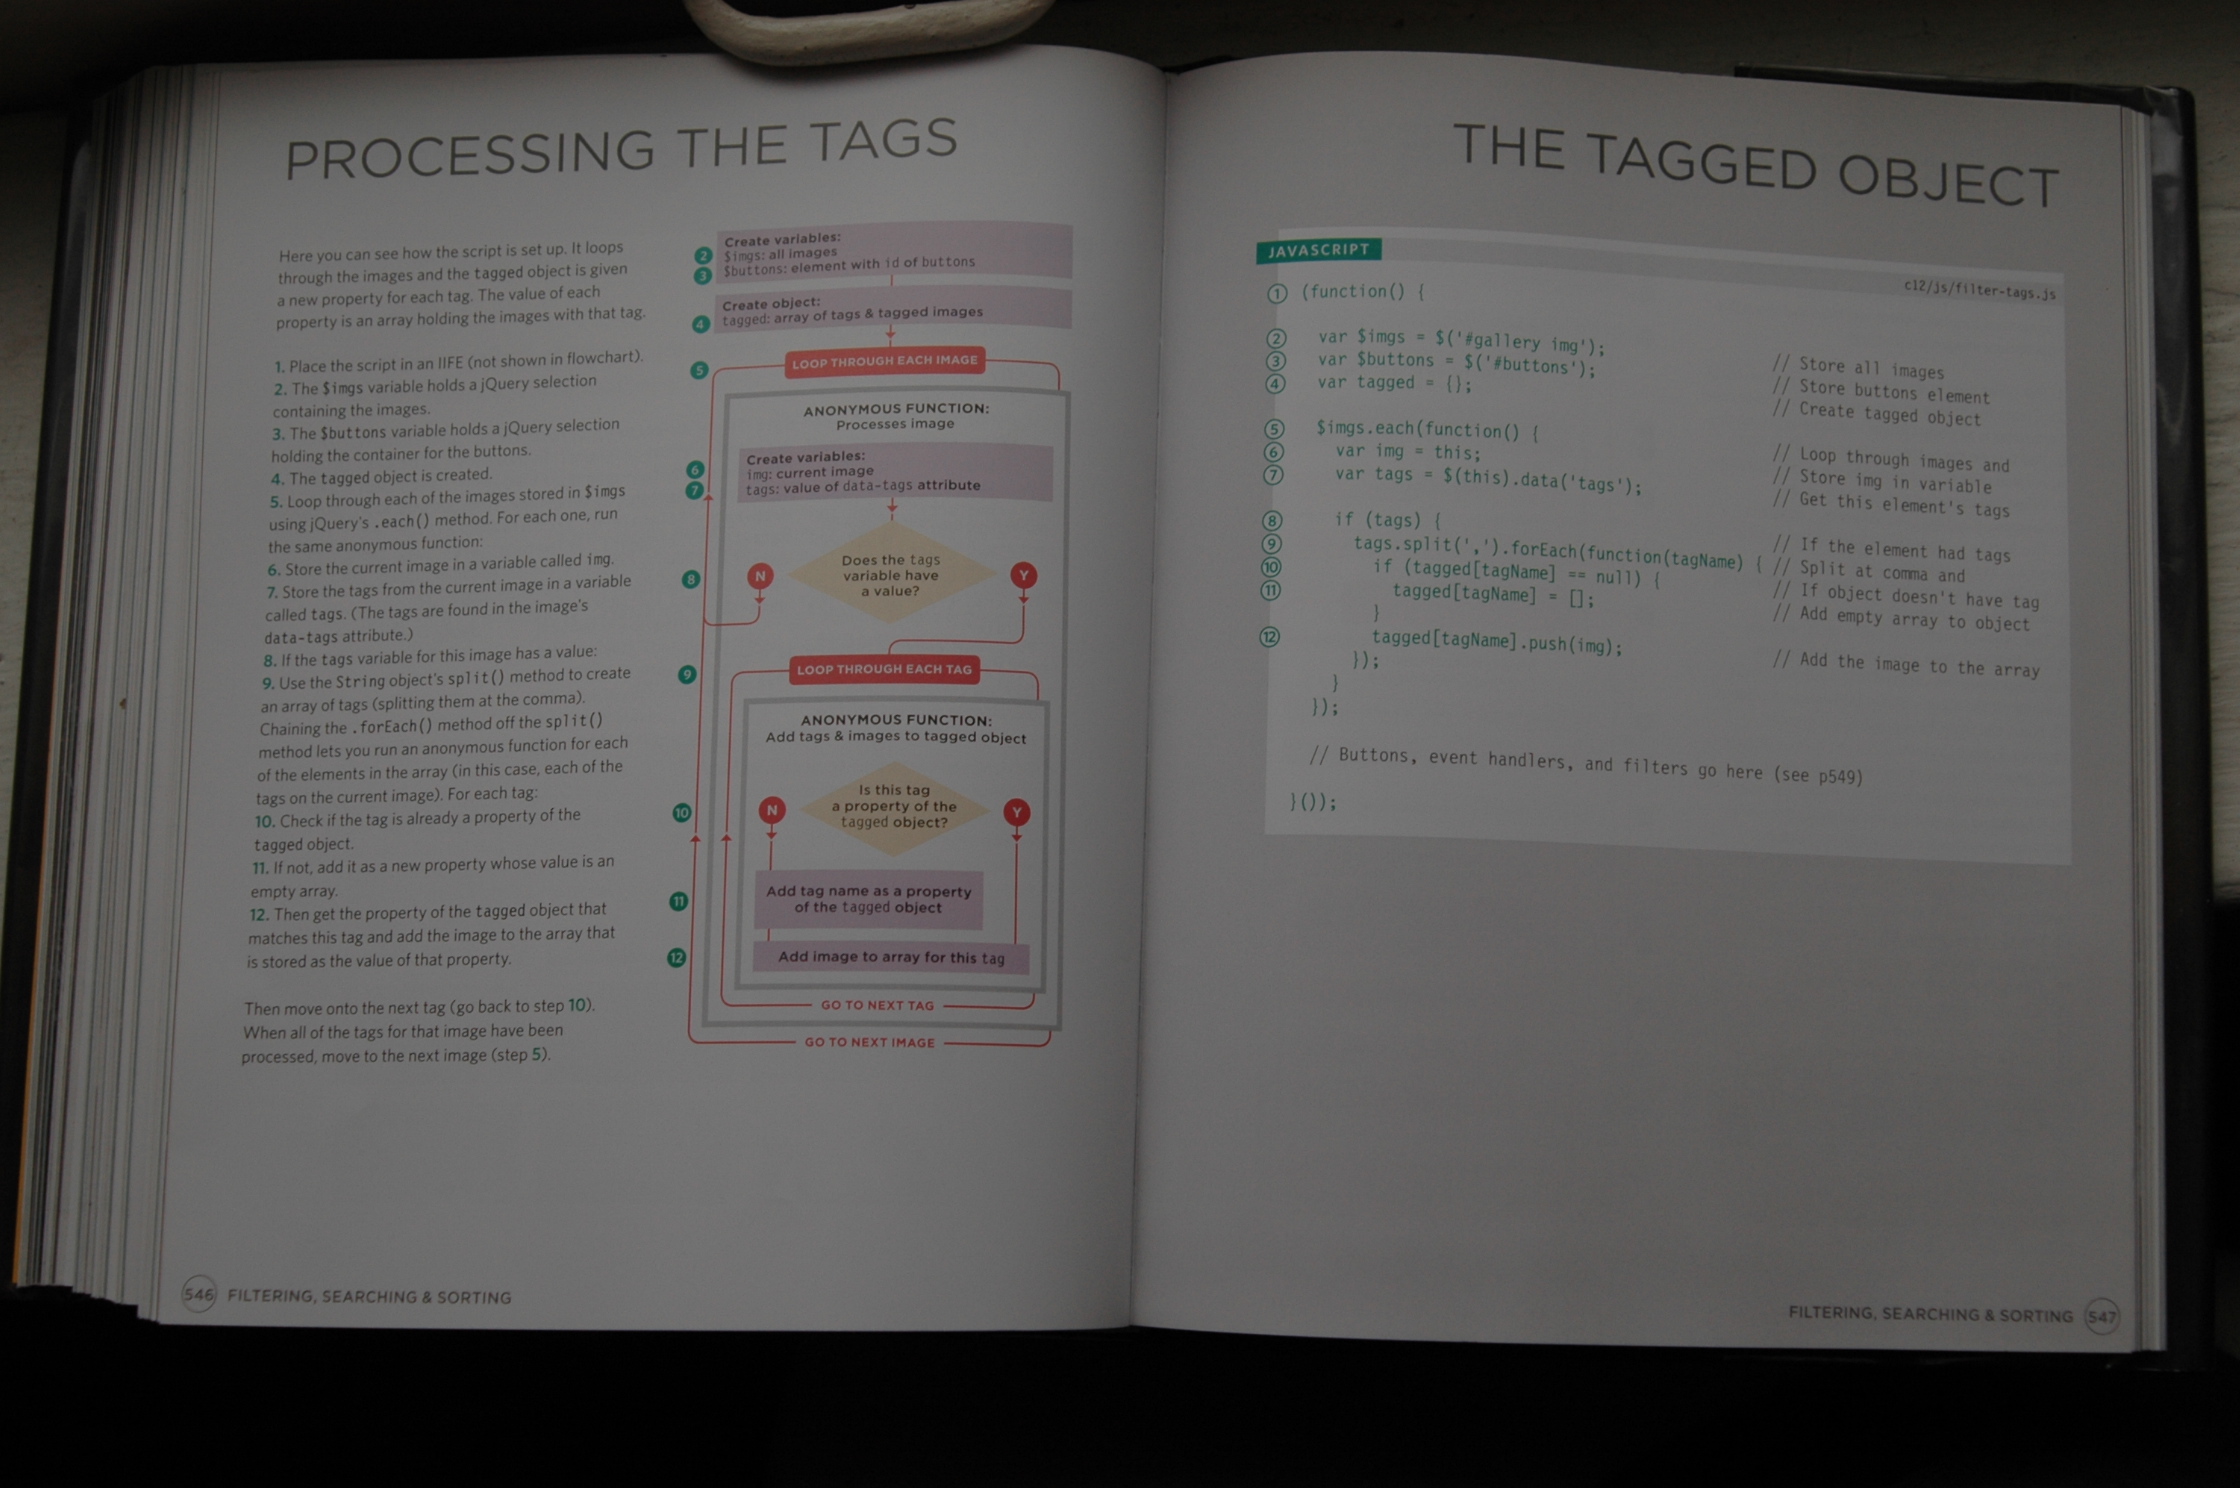 PROCESSING THE TAGS
Here you can see how the script is set up. It loops
through the images and the tagged object is given
a new property for each tag. The value of each
property is an array holding the images with that tag.
1. Place the script in an IIFE (not shown in flowchart).
2. The $imgs variable holds a jQuery selection
containing the images.
3. The $buttons variable holds a jQuery selection
holding the container for the buttons.
4. The tagged object is created.
5. Loop through each of the images stored in $imgs
using jQuery's .each() method. For each one, run
the same anonymous function:
6. Store the current image in a variable called img.
7. Store the tags from the current image in a variable
called tags. (The tags are found in the image's
data-tags attribute.)
8. If the tags variable for this image has a value:
9. Use the String object's split() method to create
an array of tags (splitting them at the comma).
Chaining the .forEach() method off the split()
method lets you run an anonymous function for each
of the elements in the array (in this case, each of the
tags on the current image). For each tag:
10. Check if the tag is already a property of the
tagged object.
11. If not, add it as a new property whose value is an
empty array.
12. Then get the property of the tagged object that
matches this tag and add the image to the array that
is stored as the value of that property.
Then move onto the next tag (go back to step 10).
When all of the tags for that image have been
processed, move to the next image (step 5).
Create variables:
2 $imgs: all images
3 $buttons: element with id of buttons
Create object:
4 tagged: array of tags & tagged images
5 LOOP THROUGH EACH IMAGE
ANONYMOUS FUNCTION:
Processes image
Create variables:
6 img: current image
7 tags: value of data-tags attribute
8 N
Does the tags
variable have
a value?
Y
9 LOOP THROUGH EACH TAG
ANONYMOUS FUNCTION:
Add tags & images to tagged object
10 N
Is this tag
a property of the
tagged object?
Y
11 Add tag name as a property
of the tagged object
12 Add image to array for this tag
GO TO NEXT TAG
GO TO NEXT IMAGE
546 FILTERING, SEARCHING & SORTING
THE TAGGED OBJECT
JAVASCRIPT
c12/js/filter-tags.js
1 (function() {
2 var $imgs = $('#gallery img'); // Store all images
3 var $buttons = $('#buttons'); // Store buttons element
4 var tagged = {}; // Create tagged object
5 $imgs.each(function() { // Loop through images and
6 var img = this; // Store img in variable
7 var tags = $(this).data('tags'); // Get this element's tags
8 if (tags) { // If the element had tags
9 tags.split(',').forEach(function(tagName) { // Split at comma and
10 if (tagged[tagName] == null) { // If object doesn't have tag
11 tagged[tagName] = []; // Add empty array to object
}
12 tagged[tagName].push(img); // Add the image to the array
});
}
});
// Buttons, event handlers, and filters go here (see p549)
}());
FILTERING, SEARCHING & SORTING 547